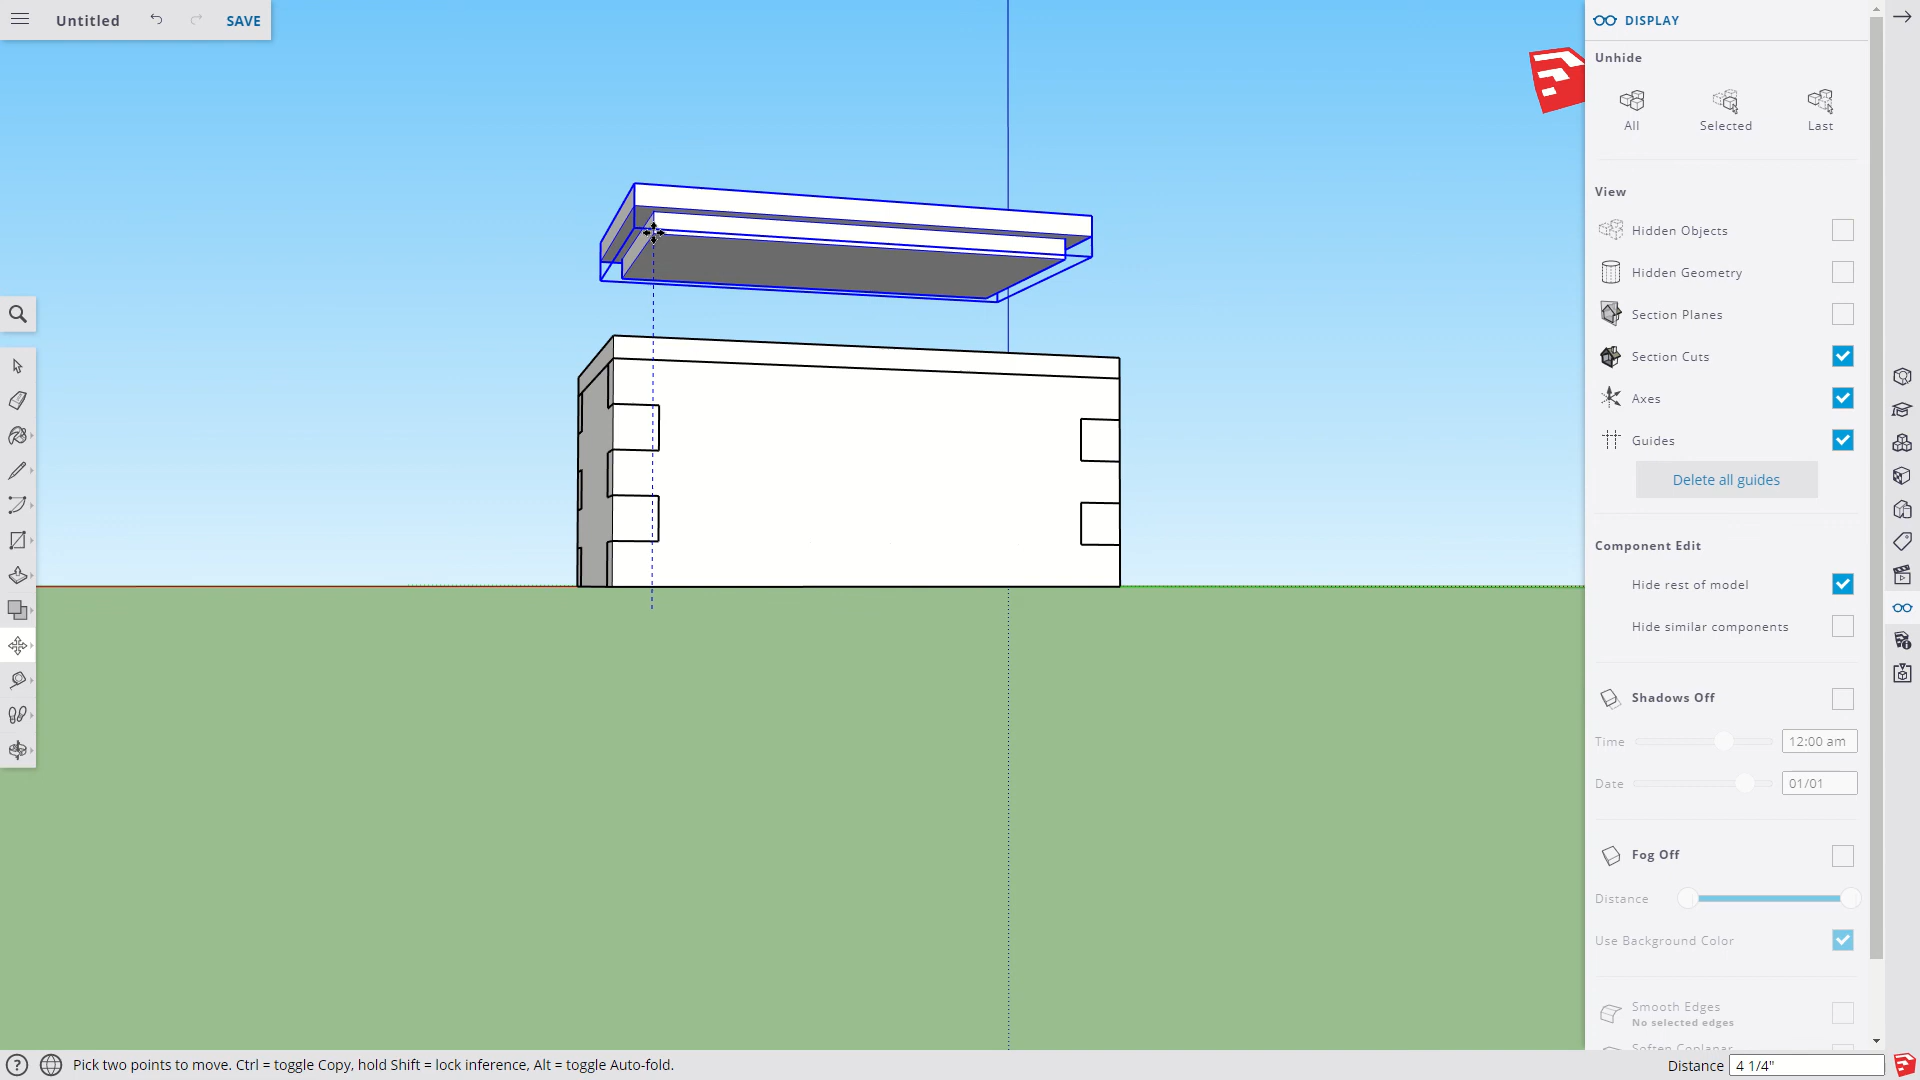 Untitled
SAVE
DISPLAY
Unhide
All
Selected
Last
View
Hidden Objects
Hidden Geometry
Section Planes
Section Cuts
Axes
Guides
Delete all guides
Component Edit
Hide rest of model
Hide similar components
Shadows Off
Time
12:00 am
Date
01/01
Fog Off
Distance
Use Background Color
Smooth Edges
No selected edges
Soften Coplanar
Pick two points to move. Ctrl = toggle Copy, hold Shift = lock inference, Alt = toggle Auto-fold.
Distance
4 1/4"